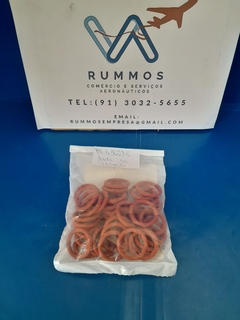 RUMMOS
COMÉRCIO E SERVIÇOS
AERONÁUTICOS
TEL:(91) 3032-5655
EMAIL:
RUMMOSEMPRESA@GMAIL.COM